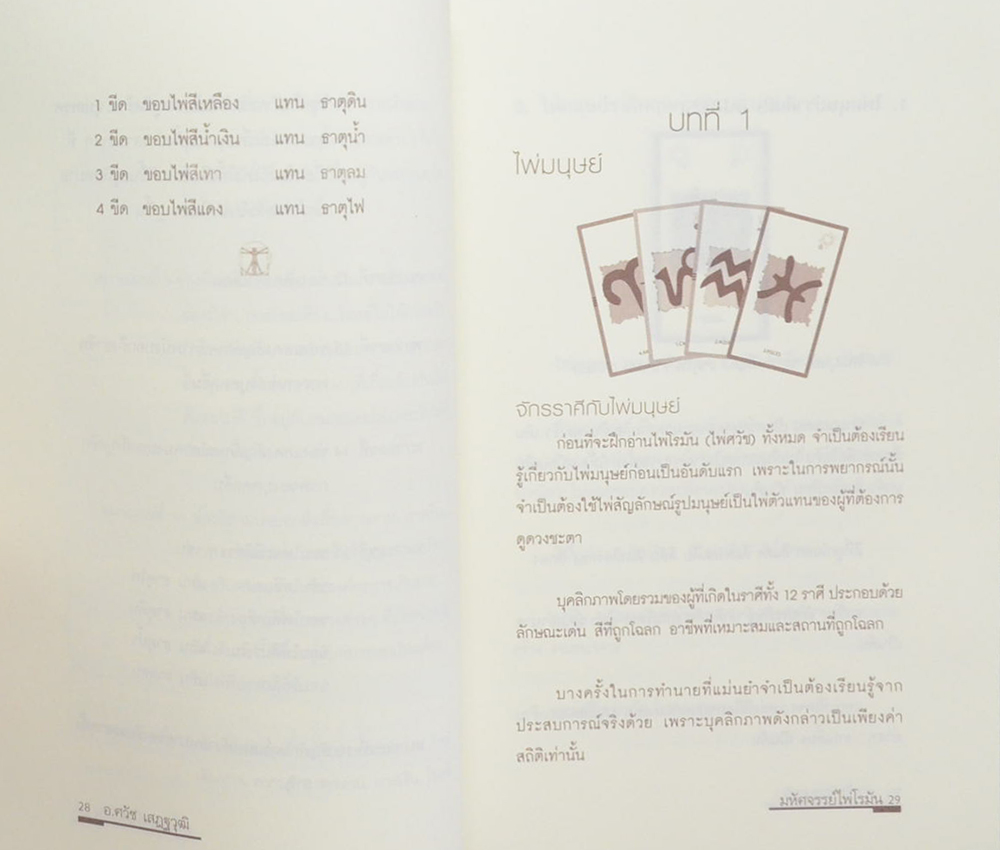 1 ขีด ขอบไพ่สีเหลือง แทน ธาตุดิน
2 ขีด ขอบไพ่สีน้ำเงิน แทน ธาตุน้ำ
3 ขีด ขอบไพ่สีเทา แทน ธาตุลม
4 ขีด ขอบไพ่สีแดง แทน ธาตุไฟ
28 อ.ศวัช เสฏฐวุฒิ
บทที่ 1
ไพ่มนุษย์
จักรราศีกับไพ่มนุษย์
ก่อนที่จะฝึกอ่านไพโรมัน (ไพ่ศวัช) ทั้งหมด จำเป็นต้องเรียน
รู้เกี่ยวกับไพ่มนุษย์ก่อนเป็นอันดับแรก เพราะในการพยากรณ์นั้น
จำเป็นต้องใช้ไพ่สัญลักษณ์รูปมนุษย์เป็นไพ่ตัวแทนของผู้ที่ต้องการ
ดูดวงชะตา
บุคลิกภาพโดยรวมของผู้ที่เกิดในราศีทั้ง 12 ราศี ประกอบด้วย
ลักษณะเด่น สีที่ถูกโฉลก อาชีพที่เหมาะสมและสถานที่ถูกโฉลก
บางครั้งในการทำนายที่แม่นยำจำเป็นต้องเรียนรู้จาก
ประสบการณ์จริงด้วย เพราะบุคลิกภาพดังกล่าวเป็นเพียงค่า
สถิติเท่านั้น
มหัศจรรย์ไพ่โรมัน 29